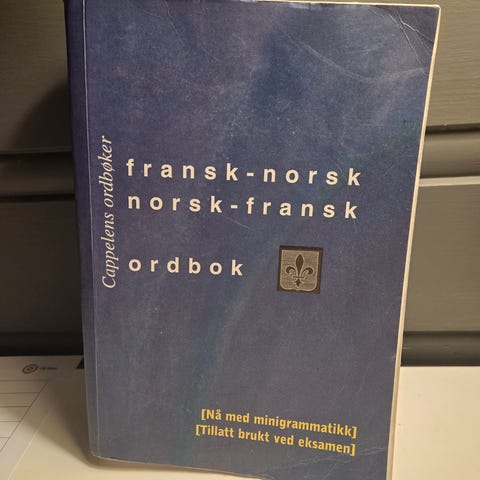 Cappelens ordbøker
fransk-norsk
norsk-fransk
ordbok
[Nå med minigrammatikk]
[Tillatt brukt ved eksamen]